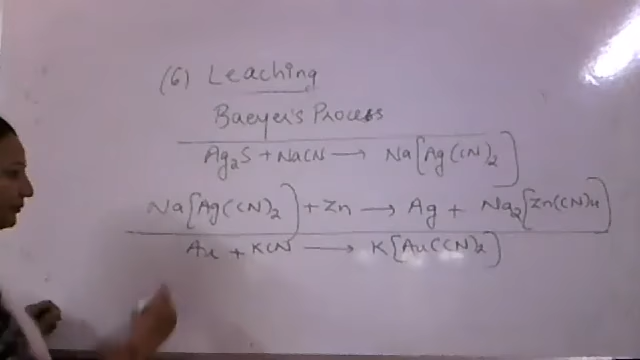 (6) Leaching
Baeyer's Process
Ag₂S + NaCN → Na[Ag(CN)₂]
Na[Ag(CN)₂] + Zn → Ag + Na₂[Zn(CN)₄]
Au + KCN → K[Au(CN)₂]